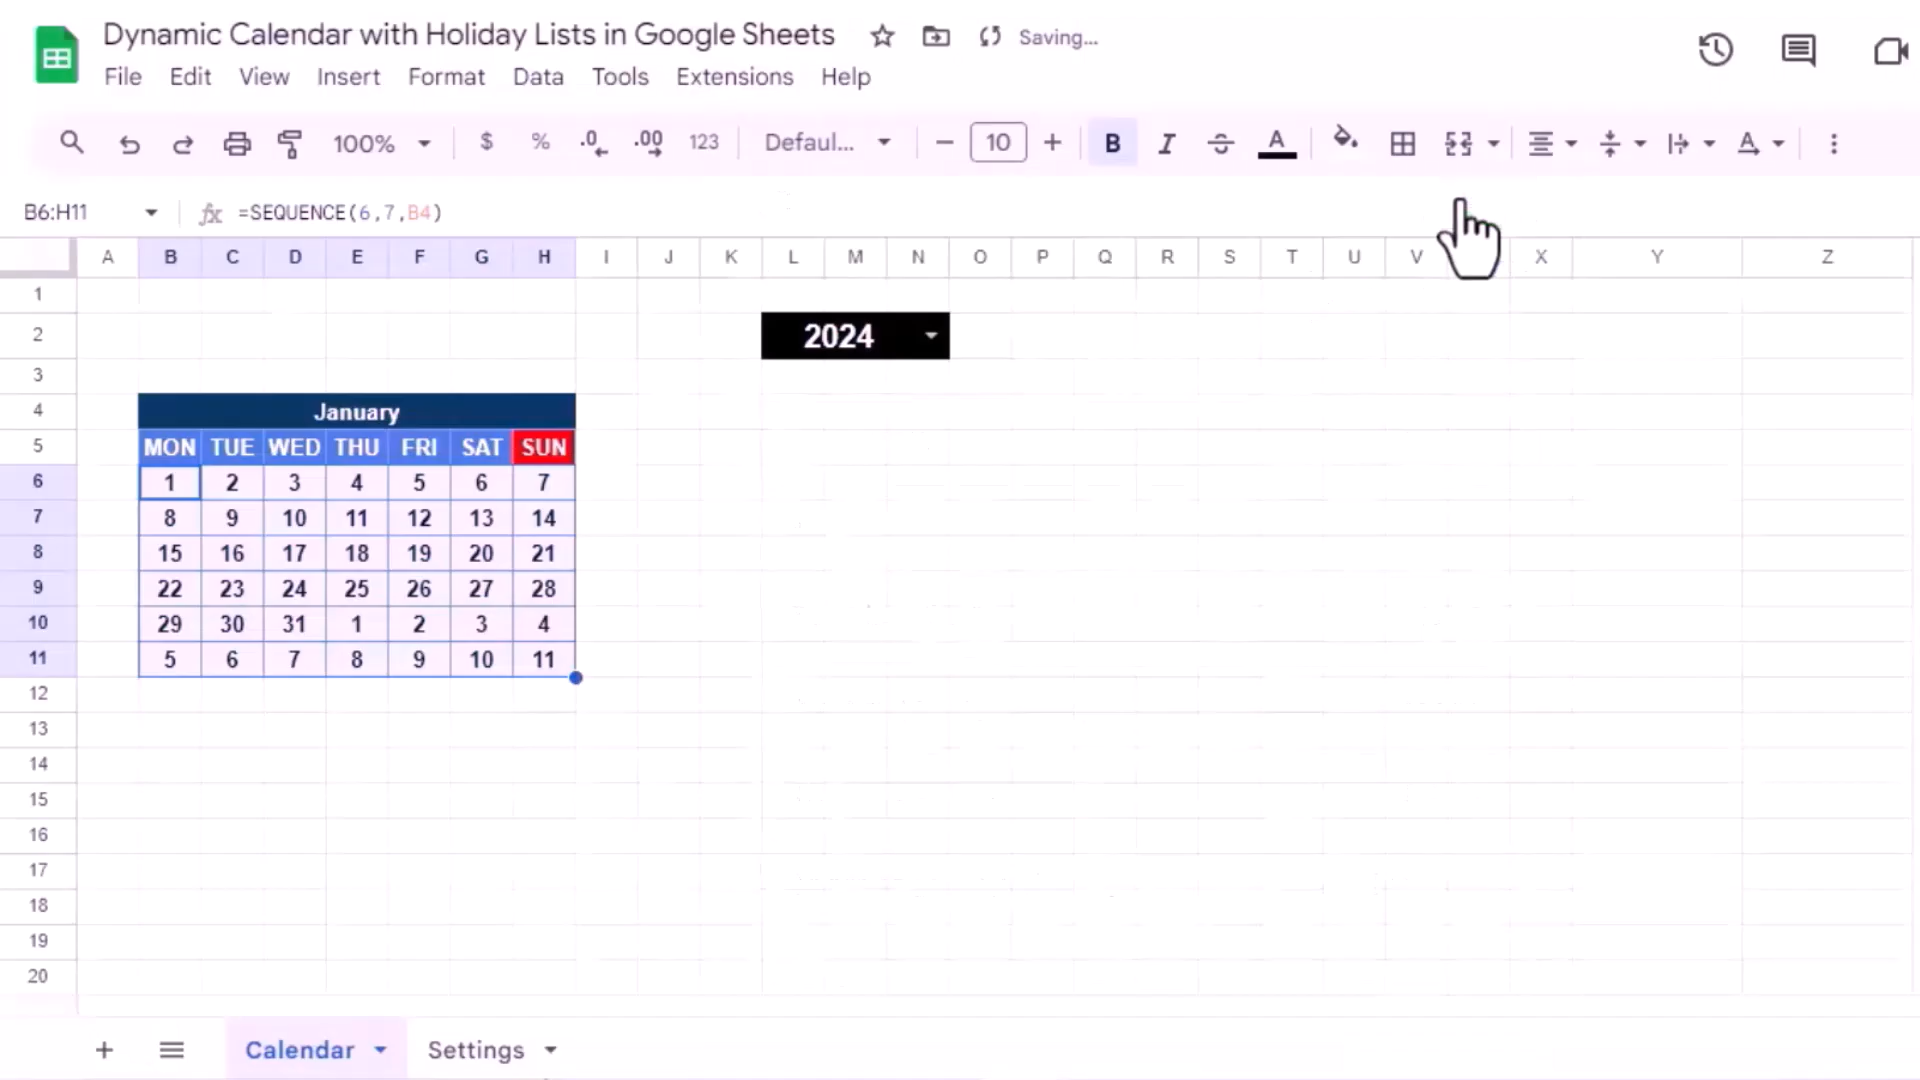 Dynamic Calendar with Holiday Lists in Google Sheets Saving...
File Edit View Insert Format Data Tools Extensions Help
100% $ % .0 .00 123 Defaul... 10 B I A A
B6:H11 fx =SEQUENCE(6,7,B4)
A B C D E F G H I J K L M N O P Q R S T U V X Y Z
1
2 2024
3
4 January
5 MON TUE WED THU FRI SAT SUN
6 1 2 3 4 5 6 7
7 8 9 10 11 12 13 14
8 15 16 17 18 19 20 21
9 22 23 24 25 26 27 28
10 29 30 31 1 2 3 4
11 5 6 7 8 9 10 11
12
13
14
15
16
17
18
19
20
Calendar Settings